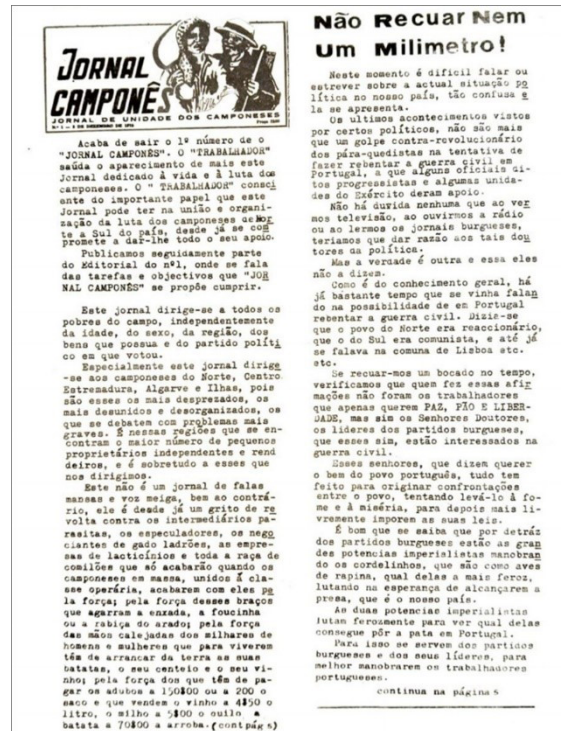 JORNAL
CAMPONÊS
JORNAL DE UNIDADE DOS CAMPONESES
Acaba de sair o 1º número de o
"JORNAL CAMPONÊS". O "TRABALHADOR"
saúda o aparecimento de mais este
Jornal dedicado à vida e à luta dos
camponeses. O " TRABALHADOR" consci
ente do importante papel que este
Jornal pode ter na união e organi-
zação da luta dos camponeses de Nor
te a Sul do país, desde já se com
promete a dar-lhe todo o seu apoio.
Publicamos seguidamente parte
do Editorial do nº1, onde se fala
das tarefas e objectivos que "JOR
NAL CAMPONÊS" se propõe cumprir.
Este jornal dirige-se a todos os
pobres do campo, independentemente
da idade, do sexo, da região, dos
bens que possua e do partido políti
co em que votou.
Especialmente este jornal dirige
-se aos camponeses do Norte, Centro
Estremadura, Algarve e Ilhas, pois
são esses os mais desprezados, os
mais desunidos e desorganizados, os
que se debatem com problemas mais
graves. É nessas regiões que se en-
contram o maior número de pequenos
proprietários independentes e rend
deiros, e é sobretudo a esses que
nos dirigimos.
Este não é um jornal de falas
mansas e voz meiga, bem ao contrá-
rio, ele é desde já um grito de re
volta contra os intermediários pa-
rasitas, os especuladores, os nego
ciantes de gado ladrões, as empre-
sas de lacticínios e toda a raça de
comilões que só acabarão quando os
camponeses em massa, unidos á cla-
sse operária, acabarem com eles pe
la força; pela força desses braços
que agarram a enxada, a foucinha
ou a rabiça do arado; pela força
das mãos calejadas dos milhares de
homens e mulheres que para viverem
têm de arrancar da terra as suas
batatas, o seu centeio e o seu vi-
nho; pela força dos que têm de pa-
gar os adubos a 150$00 ou a 200 o
saco e que vendem o vinho a 4$50 o
litro, o milho a 5$00 o quilo a
batata a 70$00 a arroba.(cont pág s)
Não Recuar Nem
Um Milimetro!
Neste momento é dificil falar ou
estrever sobre a actual situação po
lítica no nosso país, tão confusa e
la se apresenta.
Os ultimos acontecimentos vistos
por certos políticos, não são mais
que um golpe contra-revolucionário
dos pára-quedistas na tentativa de
fazer rebentar a guerra civil em
Portugal, a que alguns oficiais di-
tos progressistas e algumas unida-
des do Exército deram apoio.
Não há duvida nenhuma que ao ver
mos televisão, ao ouvirmos a rádio
ou ao lermos os jornais burgueses,
teriamos que dar razão aos tais dou
tores da política.
Mas a verdade é outra e essa eles
não a dizem.
Como é do conhecimento geral, há
já bastante tempo que se vinha falan
do na possibilidade de em Portugal
rebentar a guerra civil. Dizia-se
que o povo do Norte era reaccionário,
que o do Sul era comunista, e até já
se falava na comuna de Lisboa etc.
etc.
Se recuar-mos um bocado no tempo,
verificamos que quem fez essas afir
mações não foram os trabalhadores
que apenas querem PAZ, PÃO E LIBER-
DADE, mas sim os Senhores Doutores,
os lideres dos partidos burgueses,
que esses sim, estão interessados na
guerra civil.
Esses senhores, que dizem querer
o bem do povo português, tudo tem
feito para originar confrontações
entre o povo, tentando levá-lo à fo-
me e à miséria, para depois mais li-
vremente imporem as suas leis.
É bom que se saiba que por detráz
dos partidos burgueses estão as gran
des potencias imperialistas manobran
do os cordelinhos, que são como aves
de rapina, qual delas a mais feroz,
lutando na esperança de alcançarem a
presa, que é o nosso país.
As duas potencias imperialistas
lutam ferozmente para ver qual delas
consegue pôr a pata em Portugal.
Para isso se servem dos partidos
burgueses e dos seus líderes, para
melhor manobrarem os trabalhadores
portugueses.
continua na página s